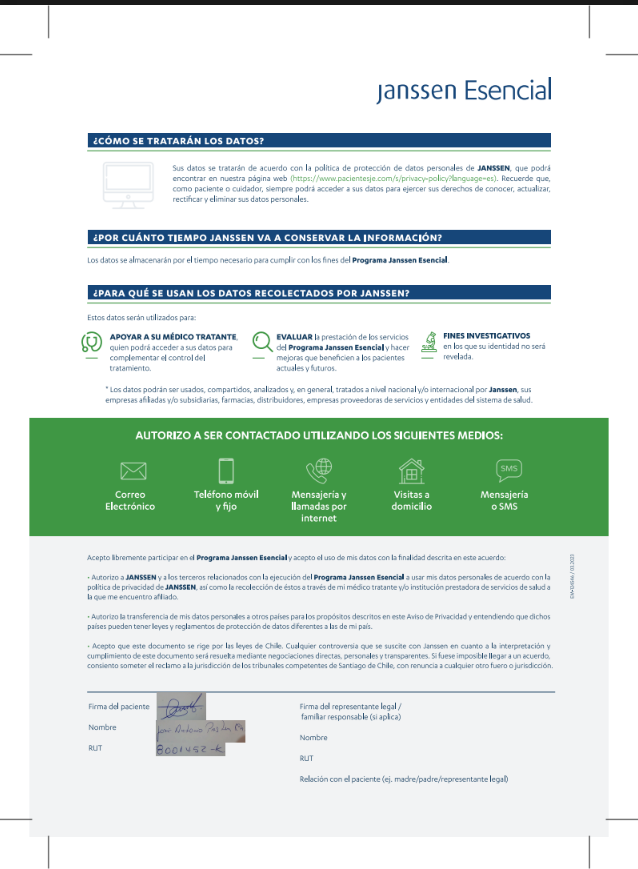 Janssen Esencial
¿CÓMO SE TRATARÁN LOS DATOS?
Sus datos se tratarán de acuerdo con la política de protección de datos personales de JANSSEN, que podrá
encontrar en nuestra página web (https://www.pacientesje.com/s/privacy-policy?language=es). Recuerde que,
como paciente o cuidador, siempre podrá acceder a sus datos para ejercer sus derechos de conocer, actualizar,
rectificar y eliminar sus datos personales.
¿POR CUÁNTO TIEMPO JANSSEN VA A CONSERVAR LA INFORMACIÓN?
Los datos se almacenarán por el tiempo necesario para cumplir con los fines del Programa Janssen Esencial.
¿PARA QUÉ SE USAN LOS DATOS RECOLECTADOS POR JANSSEN?
Estos datos serán utilizados para:
APOYAR A SU MÉDICO TRATANTE,
quien podrá acceder a sus datos para
complementar el control del
tratamiento.
EVALUAR la prestación de los servicios
del Programa Janssen Esencial y hacer
mejoras que beneficien a los pacientes
actuales y futuros.
FINES INVESTIGATIVOS
en los que su identidad no será
revelada.
* Los datos podrán ser usados, compartidos, analizados y, en general, tratados a nivel nacional y/o internacional por Janssen, sus
empresas afiliadas y/o subsidiarias, farmacias, distribuidores, empresas proveedoras de servicios y entidades del sistema de salud.
AUTORIZO A SER CONTACTADO UTILIZANDO LOS SIGUIENTES MEDIOS:
Correo
Electrónico
Teléfono móvil
y fijo
Mensajería y
llamadas por
internet
Visitas a
domicilio
SMS
Mensajería
o SMS
Acepto libremente participar en el Programa Janssen Esencial y acepto el uso de mis datos con la finalidad descrita en este acuerdo:
• Autorizo a JANSSEN y a los terceros relacionados con la ejecución del Programa Janssen Esencial a usar mis datos personales de acuerdo con la
política de privacidad de JANSSEN, así como la recolección de éstos a través de mi médico tratante y/o institución prestadora de servicios de salud a
la que me encuentro afiliado.
• Autorizo la transferencia de mis datos personales a otros países para los propósitos descritos en este Aviso de Privacidad y entendiendo que dichos
países pueden tener leyes y reglamentos de protección de datos diferentes a las de mi país.
• Acepto que este documento se rige por las leyes de Chile. Cualquier controversia que se suscite con Janssen en cuanto a la interpretación y
cumplimiento de este documento será resuelta mediante negociaciones directas, personales y transparentes. Si fuese imposible llegar a un acuerdo,
consiento someter el reclamo a la jurisdicción de los tribunales competentes de Santiago de Chile, con renuncia a cualquier otro fuero o jurisdicción.
Firma del paciente
Nombre
RUT 8001452-K
Firma del representante legal /
familiar responsable (si aplica)
Nombre
RUT
Relación con el paciente (ej. madre/padre/representante legal)